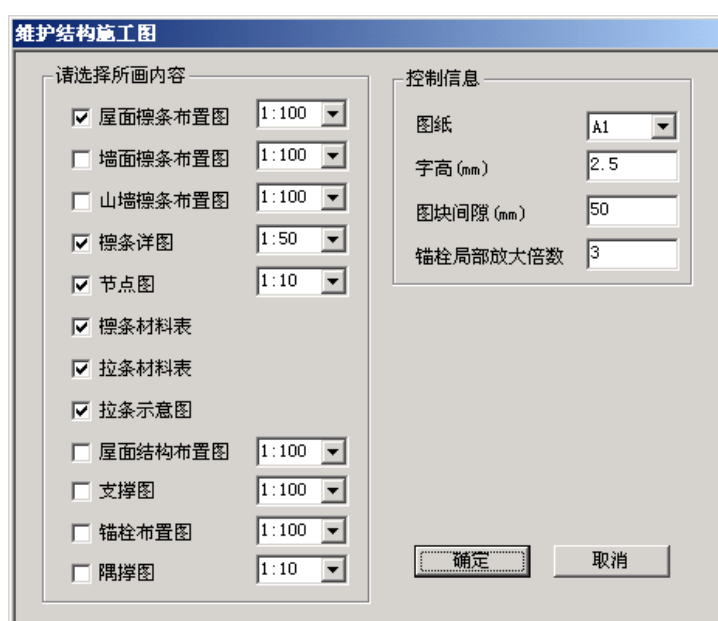 维护结构施工图
请选择所画内容
屋面檩条布置图 1:100
墙面檩条布置图 1:100
山墙檩条布置图 1:100
檩条详图 1:50
节点图 1:10
檩条材料表
拉条材料表
拉条示意图
屋面结构布置图 1:100
支撑图 1:100
锚栓布置图 1:100
隅撑图 1:10
控制信息
图纸 A1
字高(mm) 2.5
图块间隙(mm) 50
锚栓局部放大倍数 3
确定 取消